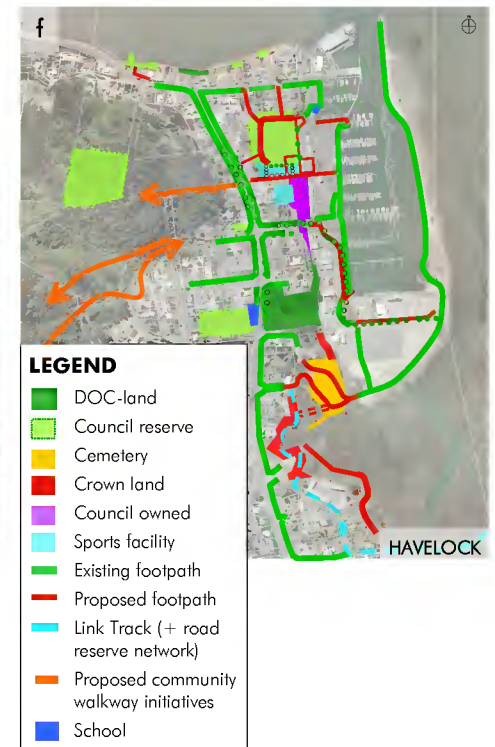 f
N
HAVELOCK
LEGEND
DOC-land
Council reserve
Cemetery
Crown land
Council owned
Sports facility
Existing footpath
Proposed footpath
Link Track (+ road
reserve network)
Proposed community
walkway initiatives
School